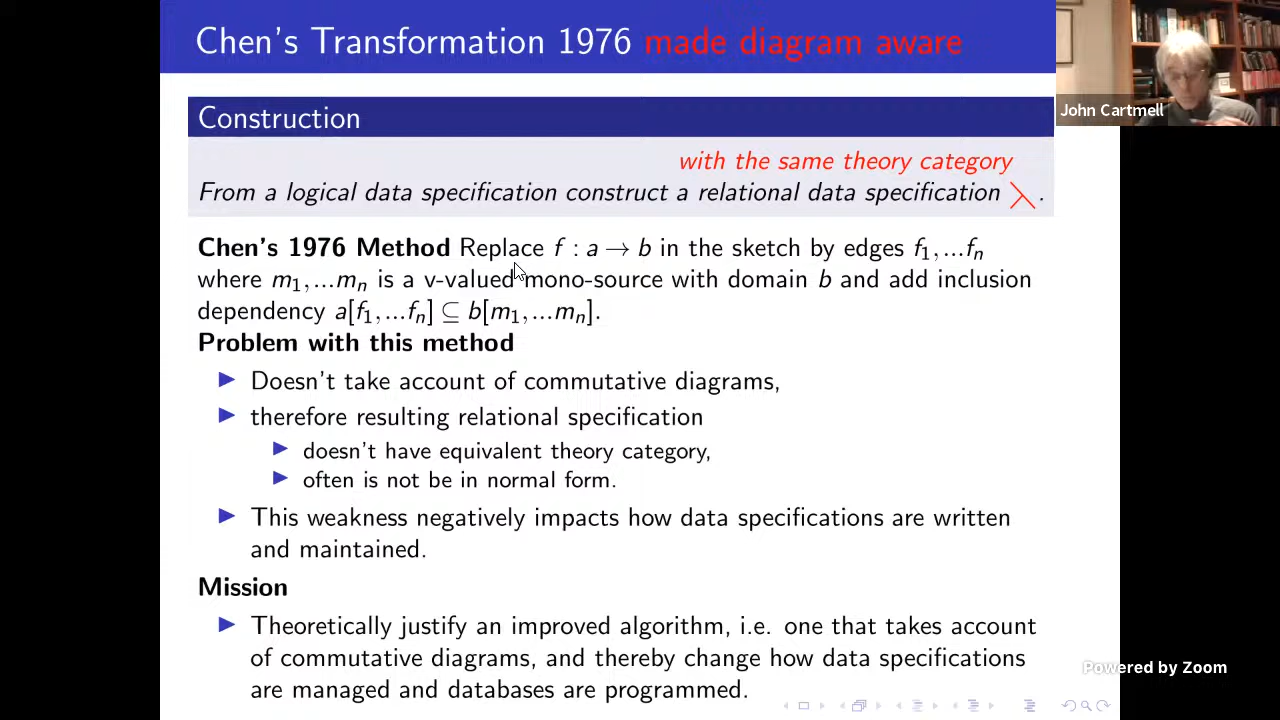 Chen's Transformation 1976 made diagram aware
John Cartmell
Construction
with the same theory category
From a logical data specification construct a relational data specification ⋋.
Chen's 1976 Method Replace f : a → b in the sketch by edges f₁,...fₙ
where m₁,...mₙ is a v-valued mono-source with domain b and add inclusion
dependency a[f₁,...fₙ] ⊆ b[m₁,...mₙ].
Problem with this method
▶ Doesn't take account of commutative diagrams,
▶ therefore resulting relational specification
▶ doesn't have equivalent theory category,
▶ often is not be in normal form.
▶ This weakness negatively impacts how data specifications are written
and maintained.
Mission
▶ Theoretically justify an improved algorithm, i.e. one that takes account
of commutative diagrams, and thereby change how data specifications
are managed and databases are programmed.
Powered by Zoom